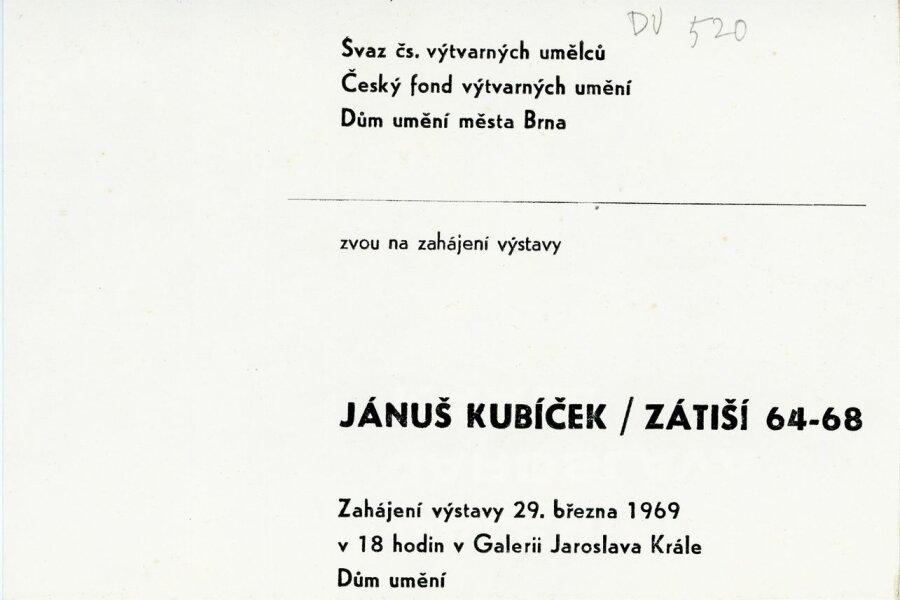 DU 520
Svaz čs. výtvarných umělců
Český fond výtvarných umění
Dům umění města Brna
zvou na zahájení výstavy
JÁNUŠ KUBÍČEK / ZÁTIŠÍ 64-68
Zahájení výstavy 29. března 1969
v 18 hodin v Galerii Jaroslava Krále
Dům umění